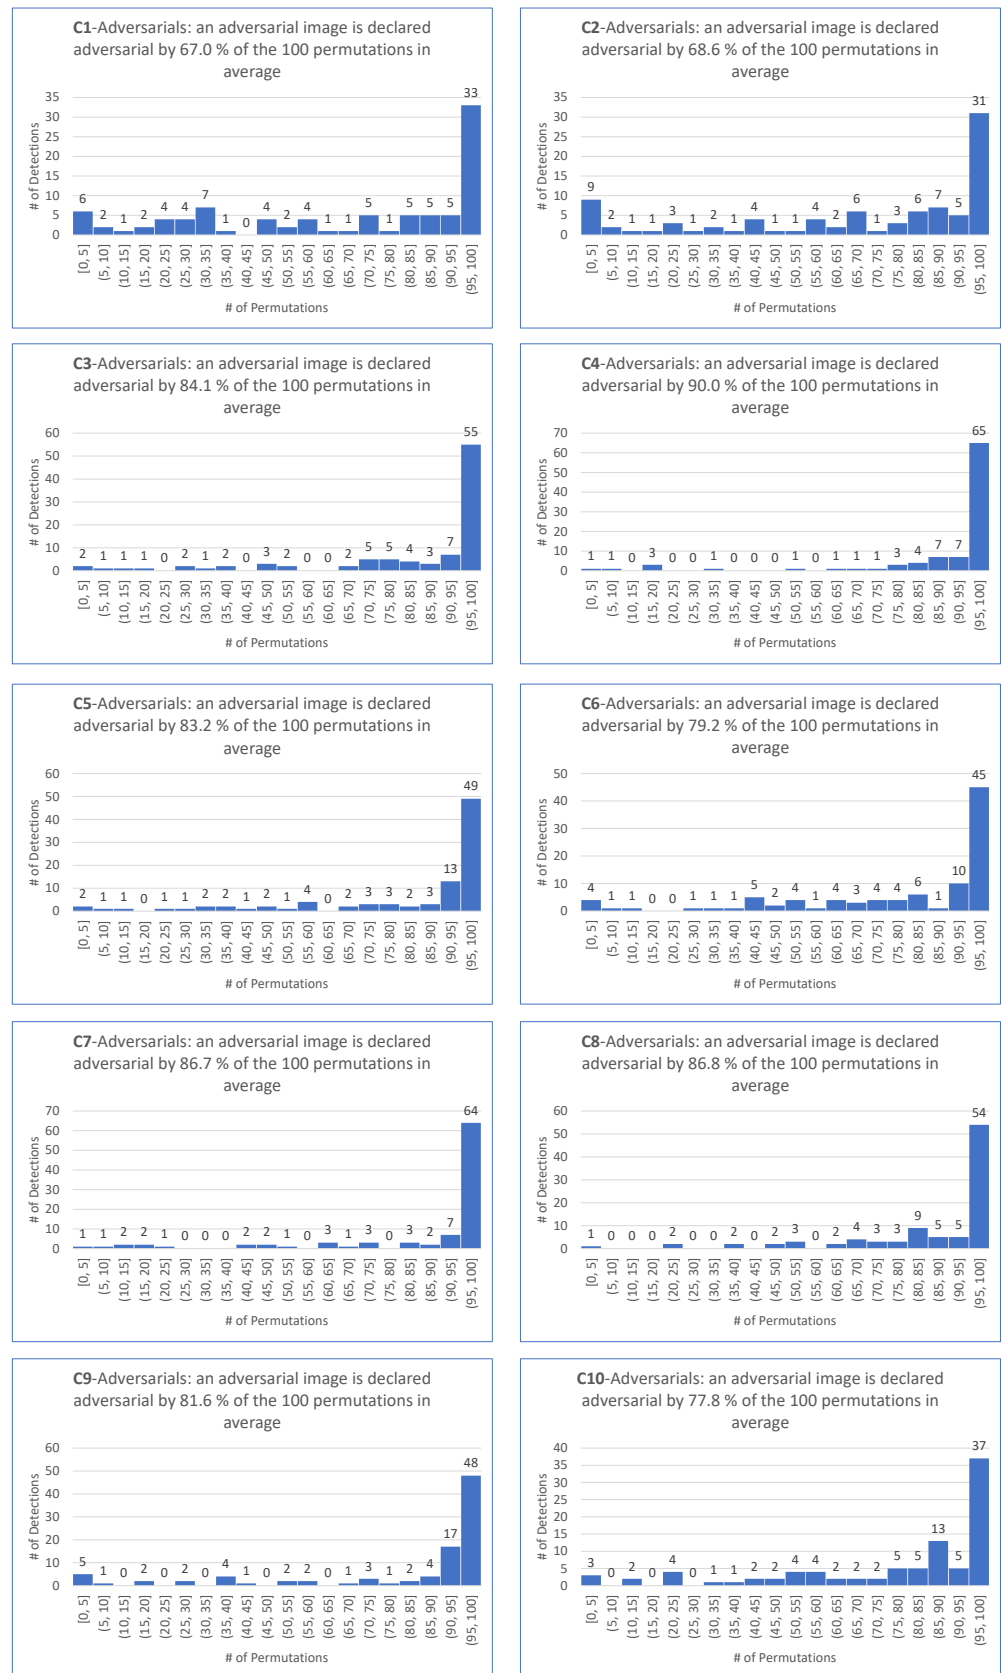 C1-Adversarials: an adversarial image is declared
adversarial by 67.0 % of the 100 permutations in
average
# of Detections
35
30
25
20
15
10
5
0
6 2 1 2 4 4 7 1 0 4 2 4 1 1 5 1 5 5 5 33
[0, 5] (5, 10] (10, 15] (15, 20] (20, 25] (25, 30] (30, 35] (35, 40] (40, 45] (45, 50] (50, 55] (55, 60] (60, 65] (65, 70] (70, 75] (75, 80] (80, 85] (85, 90] (90, 95] (95, 100]
# of Permutations
C2-Adversarials: an adversarial image is declared
adversarial by 68.6 % of the 100 permutations in
average
# of Detections
35
30
25
20
15
10
5
0
9 2 1 1 3 1 2 1 4 1 1 4 2 6 1 3 6 7 5 31
[0, 5] (5, 10] (10, 15] (15, 20] (20, 25] (25, 30] (30, 35] (35, 40] (40, 45] (45, 50] (50, 55] (55, 60] (60, 65] (65, 70] (70, 75] (75, 80] (80, 85] (85, 90] (90, 95] (95, 100]
# of Permutations
C3-Adversarials: an adversarial image is declared
adversarial by 84.1 % of the 100 permutations in
average
# of Detections
60
50
40
30
20
10
0
2 1 1 1 0 2 1 2 0 3 2 0 0 2 5 5 4 3 7 55
[0, 5] (5, 10] (10, 15] (15, 20] (20, 25] (25, 30] (30, 35] (35, 40] (40, 45] (45, 50] (50, 55] (55, 60] (60, 65] (65, 70] (70, 75] (75, 80] (80, 85] (85, 90] (90, 95] (95, 100]
# of Permutations
C4-Adversarials: an adversarial image is declared
adversarial by 90.0 % of the 100 permutations in
average
# of Detections
70
60
50
40
30
20
10
0
1 1 0 3 0 0 1 0 0 0 1 0 1 1 1 3 4 7 7 65
[0, 5] (5, 10] (10, 15] (15, 20] (20, 25] (25, 30] (30, 35] (35, 40] (40, 45] (45, 50] (50, 55] (55, 60] (60, 65] (65, 70] (70, 75] (75, 80] (80, 85] (85, 90] (90, 95] (95, 100]
# of Permutations
C5-Adversarials: an adversarial image is declared
adversarial by 83.2 % of the 100 permutations in
average
# of Detections
60
50
40
30
20
10
0
2 1 1 0 1 1 2 2 1 2 1 4 0 2 3 3 2 3 13 49
[0, 5] (5, 10] (10, 15] (15, 20] (20, 25] (25, 30] (30, 35] (35, 40] (40, 45] (45, 50] (50, 55] (55, 60] (60, 65] (65, 70] (70, 75] (75, 80] (80, 85] (85, 90] (90, 95] (95, 100]
# of Permutations
C6-Adversarials: an adversarial image is declared
adversarial by 79.2 % of the 100 permutations in
average
# of Detections
50
40
30
20
10
0
4 1 1 0 0 1 1 1 5 2 4 1 4 3 4 4 6 1 10 45
[0, 5] (5, 10] (10, 15] (15, 20] (20, 25] (25, 30] (30, 35] (35, 40] (40, 45] (45, 50] (50, 55] (55, 60] (60, 65] (65, 70] (70, 75] (75, 80] (80, 85] (85, 90] (90, 95] (95, 100]
# of Permutations
C7-Adversarials: an adversarial image is declared
adversarial by 86.7 % of the 100 permutations in
average
# of Detections
70
60
50
40
30
20
10
0
1 1 2 2 1 0 0 0 2 2 1 0 3 1 3 0 3 2 7 64
[0, 5] (5, 10] (10, 15] (15, 20] (20, 25] (25, 30] (30, 35] (35, 40] (40, 45] (45, 50] (50, 55] (55, 60] (60, 65] (65, 70] (70, 75] (75, 80] (80, 85] (85, 90] (90, 95] (95, 100]
# of Permutations
C8-Adversarials: an adversarial image is declared
adversarial by 86.8 % of the 100 permutations in
average
# of Detections
60
50
40
30
20
10
0
1 0 0 0 2 0 0 2 0 2 3 0 2 4 3 3 9 5 5 54
[0, 5] (5, 10] (10, 15] (15, 20] (20, 25] (25, 30] (30, 35] (35, 40] (40, 45] (45, 50] (50, 55] (55, 60] (60, 65] (65, 70] (70, 75] (75, 80] (80, 85] (85, 90] (90, 95] (95, 100]
# of Permutations
C9-Adversarials: an adversarial image is declared
adversarial by 81.6 % of the 100 permutations in
average
# of Detections
60
50
40
30
20
10
0
5 1 0 2 0 2 0 4 1 0 2 2 0 1 3 1 2 4 17 48
[0, 5] (5, 10] (10, 15] (15, 20] (20, 25] (25, 30] (30, 35] (35, 40] (40, 45] (45, 50] (50, 55] (55, 60] (60, 65] (65, 70] (70, 75] (75, 80] (80, 85] (85, 90] (90, 95] (95, 100]
# of Permutations
C10-Adversarials: an adversarial image is declared
adversarial by 77.8 % of the 100 permutations in
average
# of Detections
40
35
30
25
20
15
10
5
0
3 0 2 0 4 0 1 1 2 2 4 4 2 2 2 5 5 13 5 37
[0, 5] (5, 10] (10, 15] (15, 20] (20, 25] (25, 30] (30, 35] (35, 40] (40, 45] (45, 50] (50, 55] (55, 60] (60, 65] (65, 70] (70, 75] (75, 80] (80, 85] (85, 90] (90, 95] (95, 100]
# of Permutations